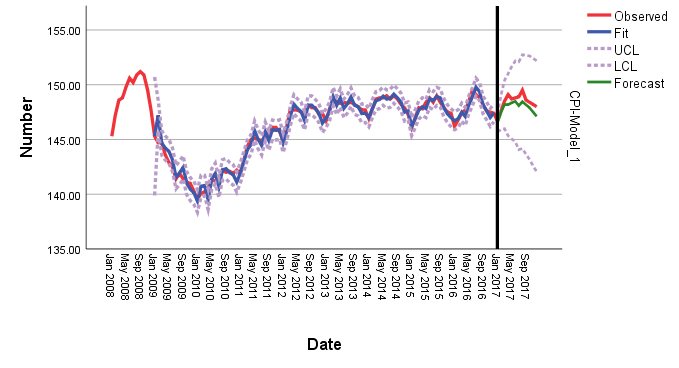 155.00
150.00
145.00
140.00
135.00
Number
Jan 2008
May 2008
Sep 2008
Jan 2009
May 2009
Sep 2009
Jan 2010
May 2010
Sep 2010
Jan 2011
May 2011
Sep 2011
Jan 2012
May 2012
Sep 2012
Jan 2013
May 2013
Sep 2013
Jan 2014
May 2014
Sep 2014
Jan 2015
May 2015
Sep 2015
Jan 2016
May 2016
Sep 2016
Jan 2017
May 2017
Sep 2017
Date
CPI-Model_1
Observed
Fit
UCL
LCL
Forecast